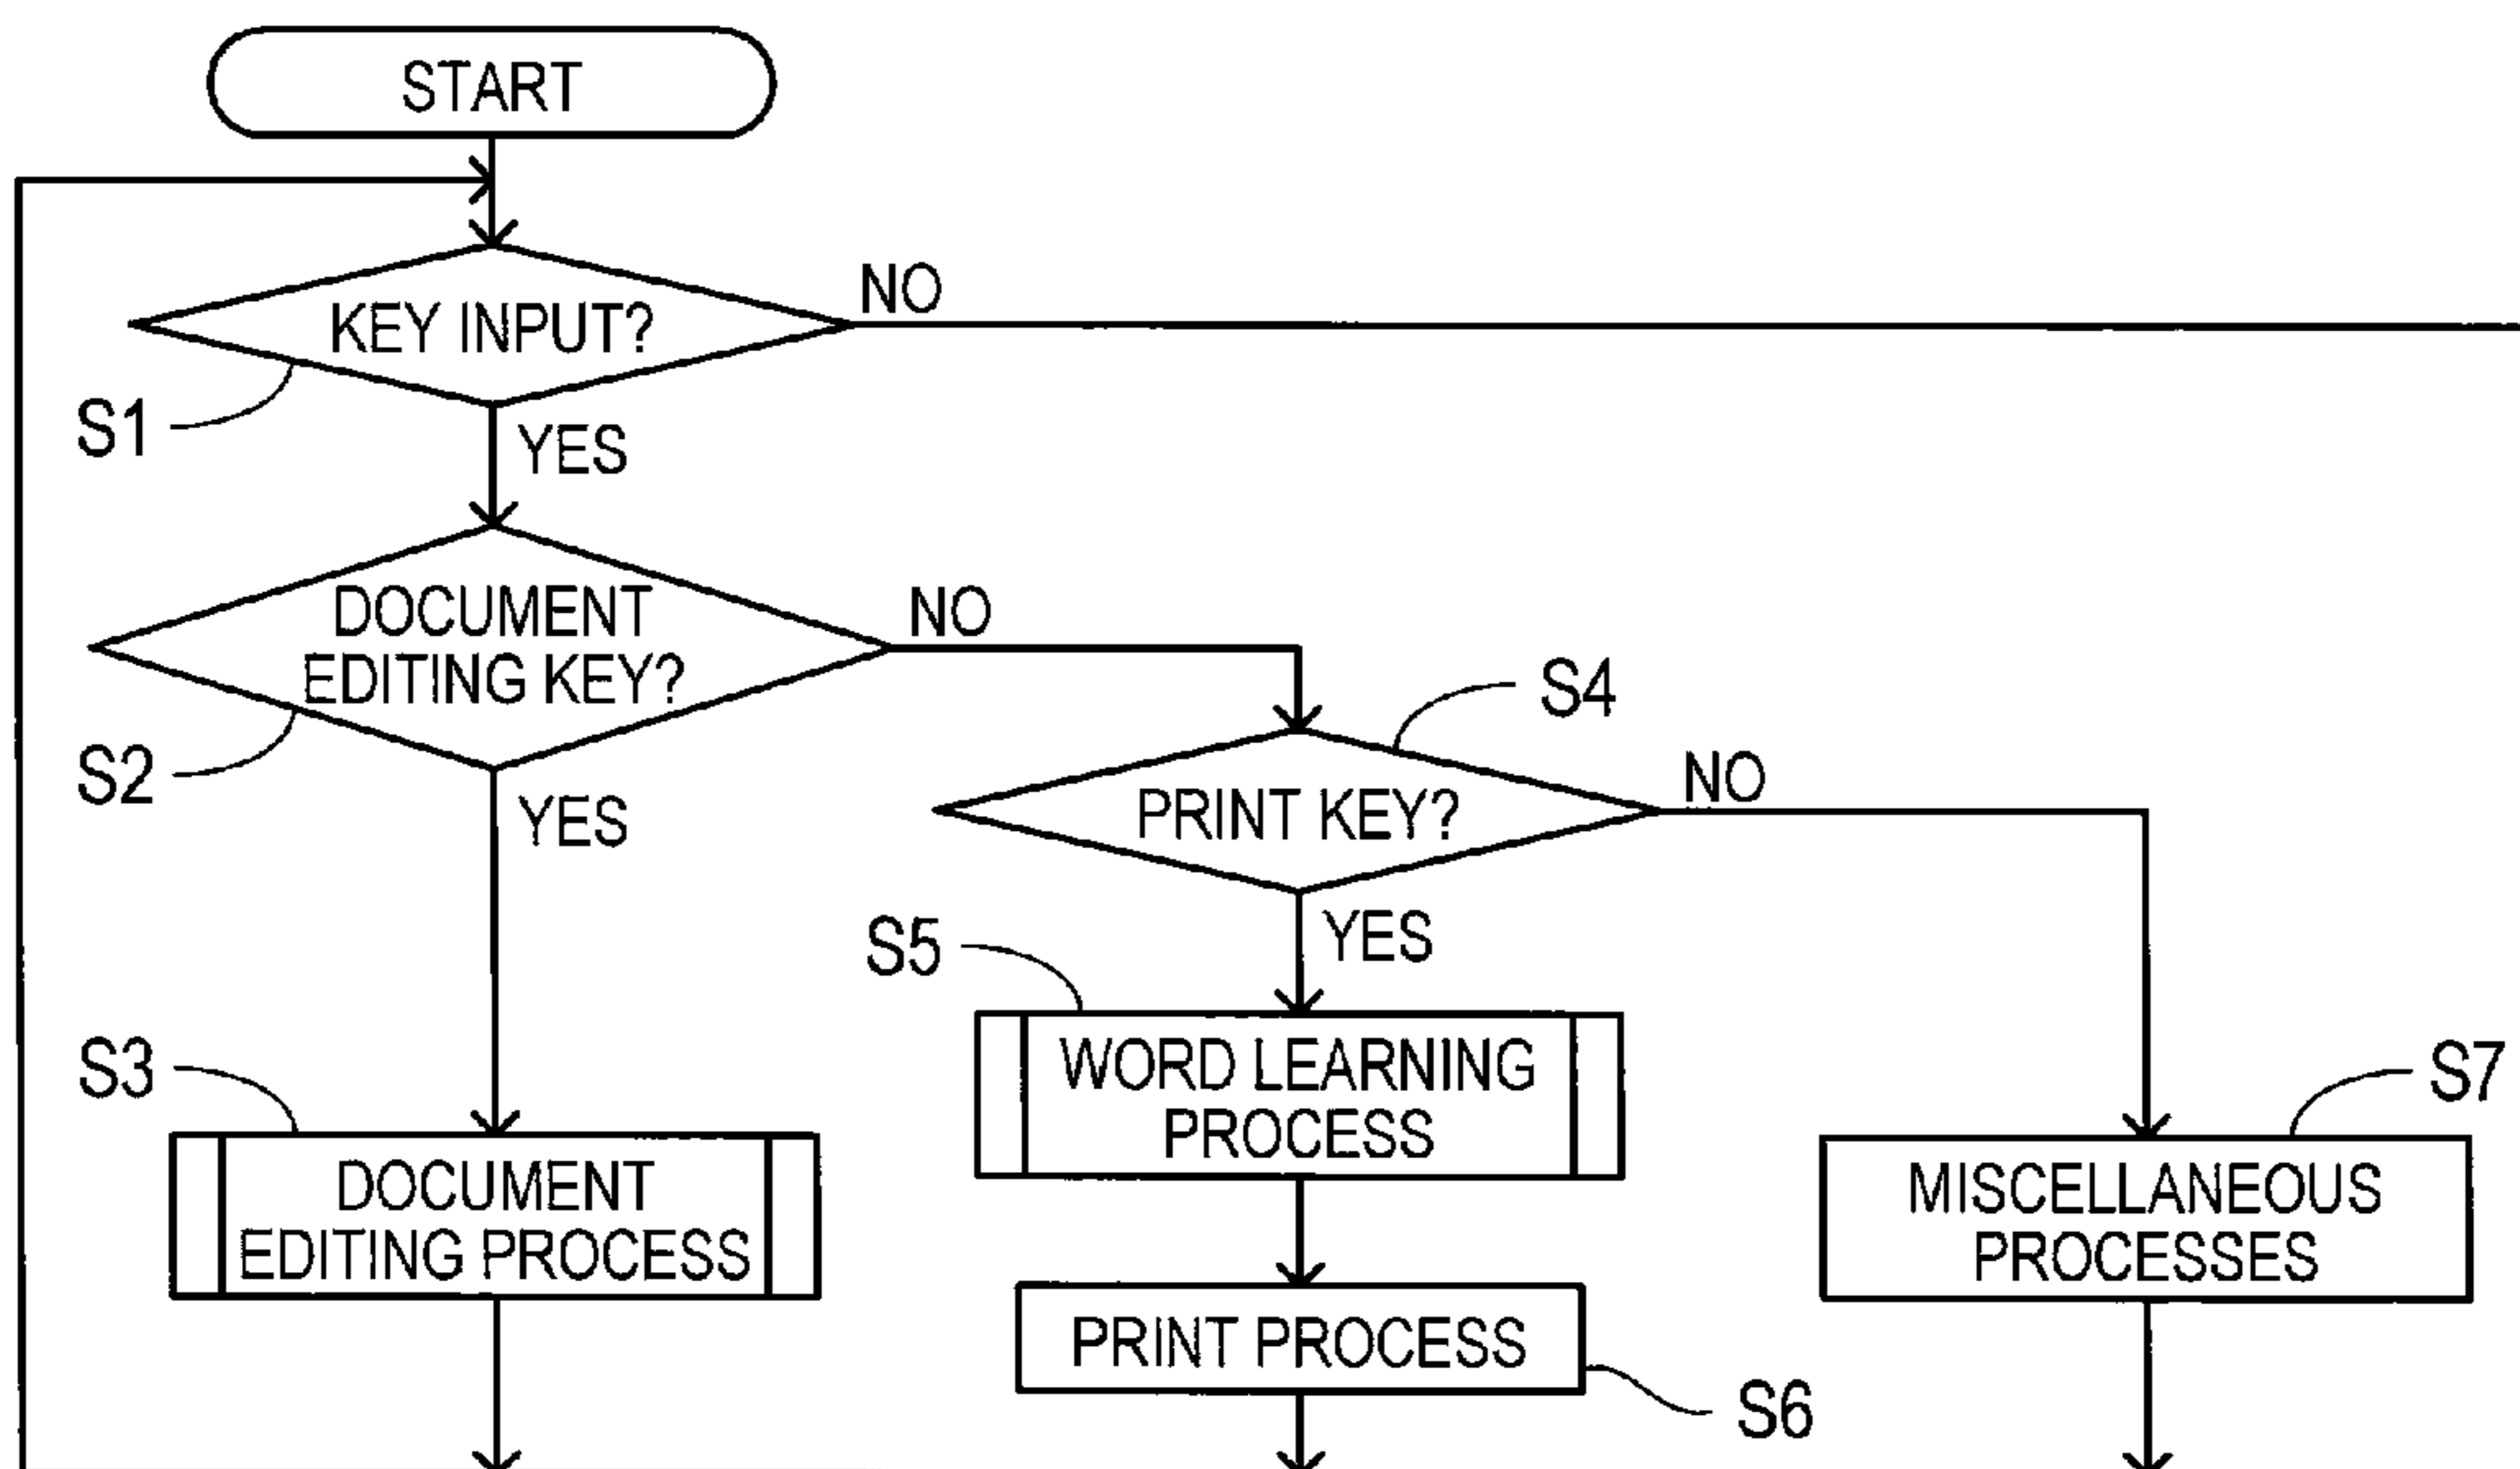 START
KEY INPUT?
NO
S1
YES
DOCUMENT
EDITING KEY?
NO
S2
YES
S4
PRINT KEY?
NO
YES
S5
WORD LEARNING
PROCESS
S3
DOCUMENT
EDITING PROCESS
S7
MISCELLANEOUS
PROCESSES
PRINT PROCESS
S6